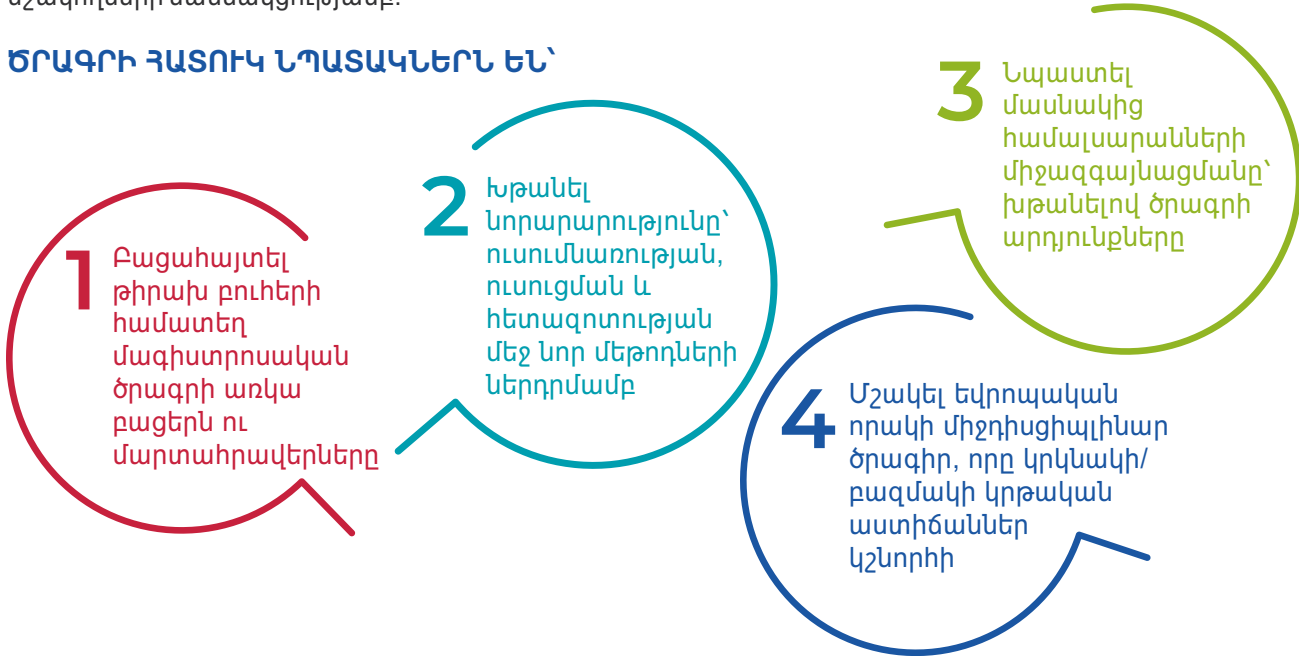 մշակողների մասնակցությամբ:
ԾՐԱԳՐԻ ՀԱՏՈՒԿ ՆՊԱՏԱԿՆԵՐՆ ԵՆ՝
1 Բացահայտել
թիրախ բուհերի
համատեղ
մագիստրոսական
ծրագրի առկա
բացերն ու
մարտահրավերները
2 Խթանել
նորարարությունը՝
ուսումնառության,
ուսուցման և
հետազոտության
մեջ նոր մեթոդների
ներդրմամբ
3 Նպաստել
մասնակից
համալսարանների
միջազգայնացմանը՝
խթանելով ծրագրի
արդյունքները
4 Մշակել եվրոպական
որակի միջդիսցիպլինար
ծրագիր, որը կրկնակի/
բազմակի կրթական
աստիճաններ
կշնորհի